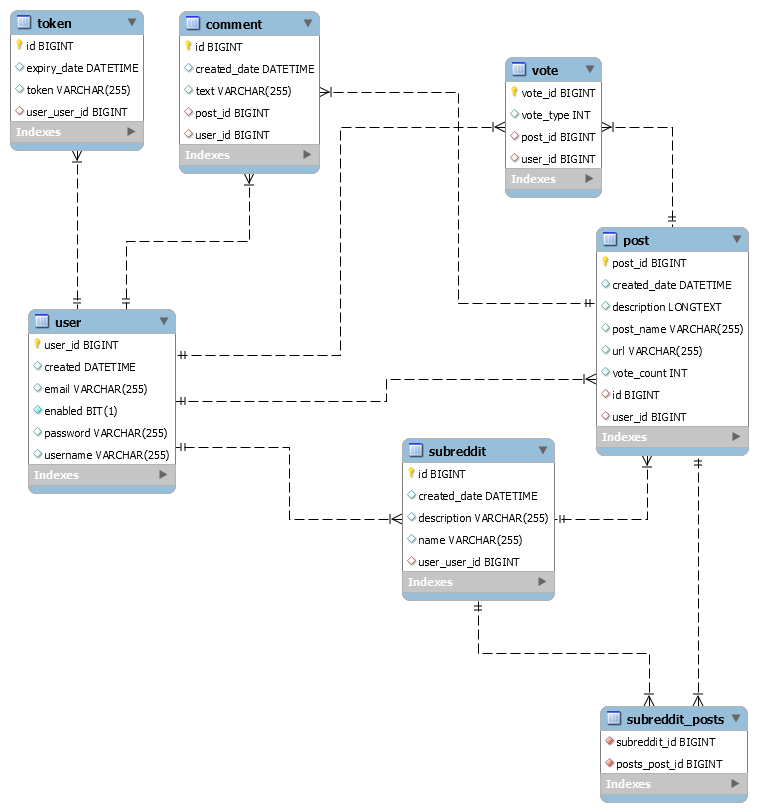 token
id BIGINT
expiry_date DATETIME
token VARCHAR(255)
user_user_id BIGINT
Indexes
comment
id BIGINT
created_date DATETIME
text VARCHAR(255)
post_id BIGINT
user_id BIGINT
Indexes
vote
vote_id BIGINT
vote_type INT
post_id BIGINT
user_id BIGINT
Indexes
post
post_id BIGINT
created_date DATETIME
description LONGTEXT
post_name VARCHAR(255)
url VARCHAR(255)
vote_count INT
id BIGINT
user_id BIGINT
Indexes
user
user_id BIGINT
created DATETIME
email VARCHAR(255)
enabled BIT(1)
password VARCHAR(255)
username VARCHAR(255)
Indexes
subreddit
id BIGINT
created_date DATETIME
description VARCHAR(255)
name VARCHAR(255)
user_user_id BIGINT
Indexes
subreddit_posts
subreddit_id BIGINT
posts_post_id BIGINT
Indexes